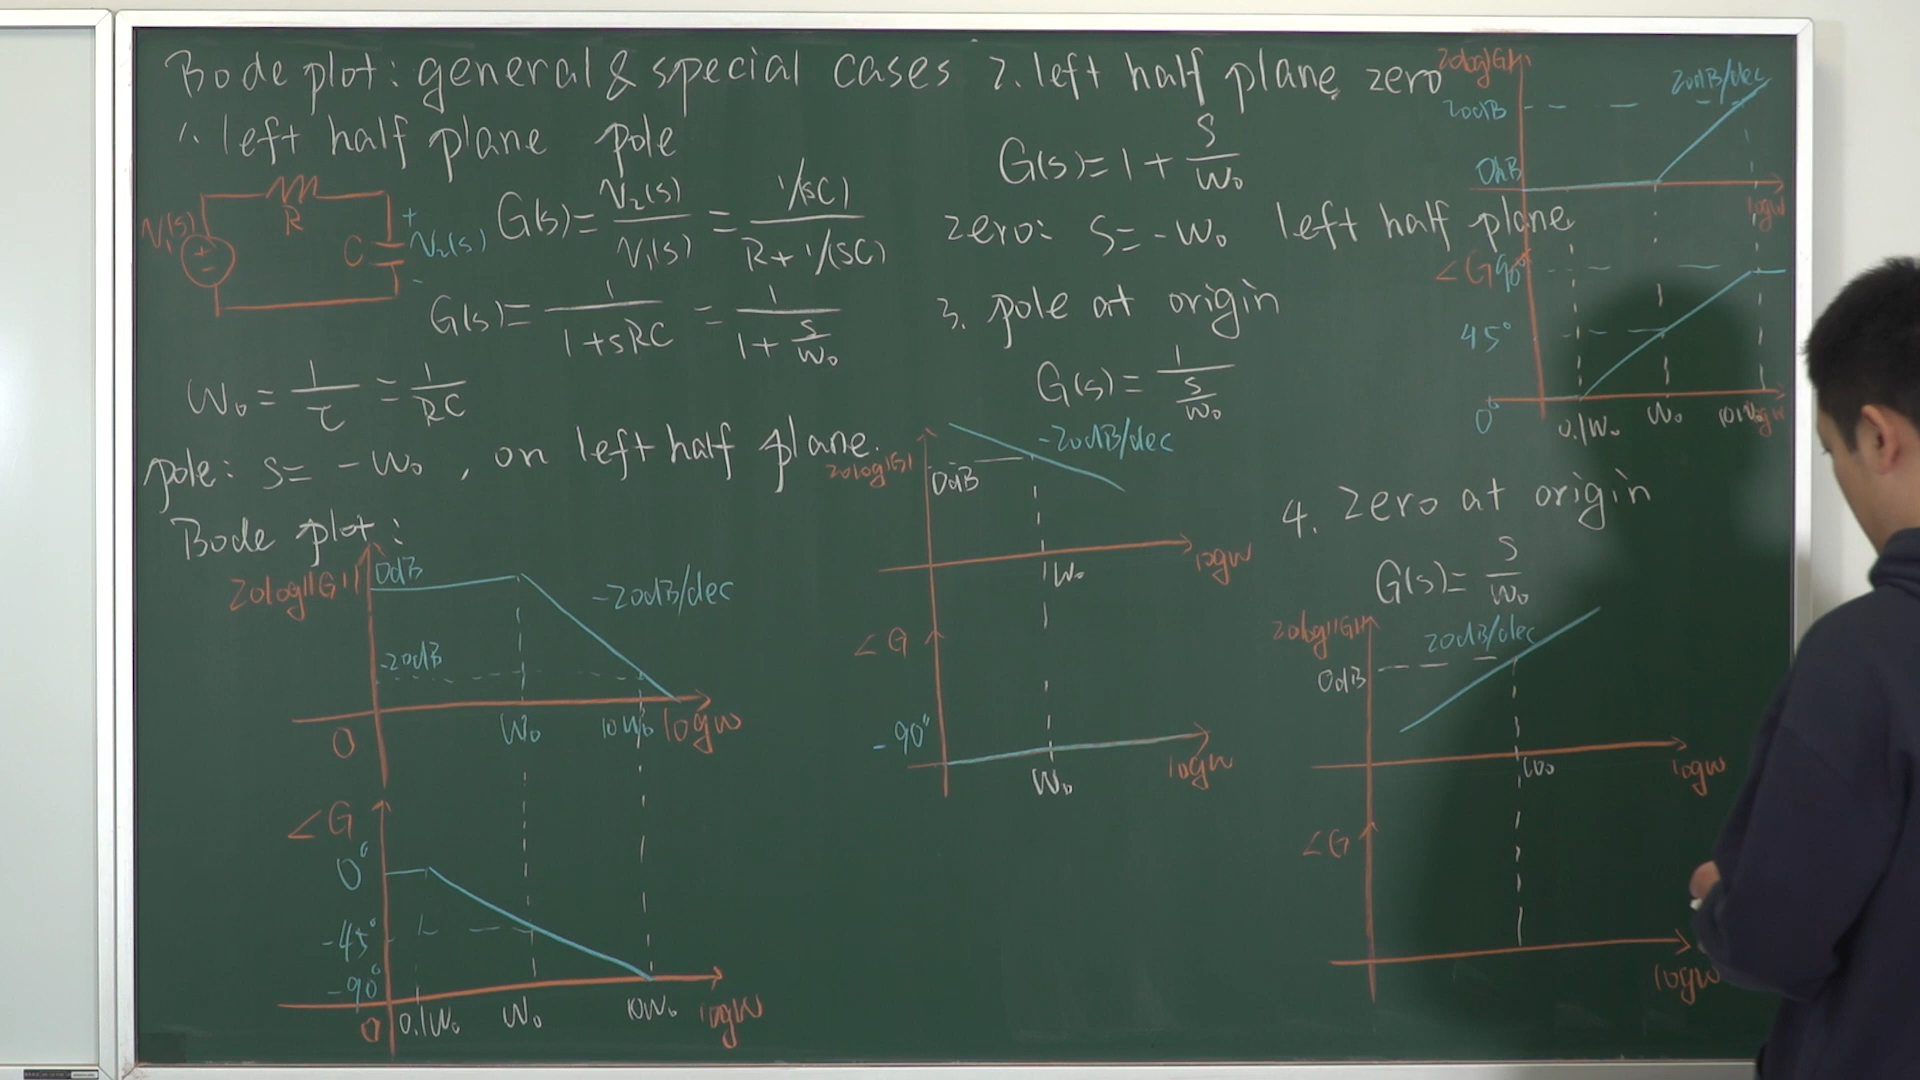 Bode plot: general & special cases
1. left half plane pole
V₁(s)
R
C
+
V₂(s)
-
G(s) = V₂(s) / V₁(s) = 1/(sC) / (R + 1/(sC))
G(s) = 1 / (1 + sRC) = 1 / (1 + s/W₀)
W₀ = 1/τ = 1/RC
pole: s = -W₀, on left half plane.
Bode plot:
20log||G||
0dB
-20dB/dec
-20dB
0
W₀
10W₀
logW
∠G
0°
-45°
-90°
0
0.1W₀
W₀
10W₀
logW
2. left half plane zero
G(s) = 1 + s/W₀
zero: s = -W₀ left half plane.
20log|G|
20dB
20dB/dec
0dB
logW
∠G
90°
45°
0°
0.1W₀
W₀
10W₀
logW
3. pole at origin
G(s) = 1 / (s/W₀)
20log|G|
0dB
-20dB/dec
W₀
logW
∠G
-90°
W₀
logW
4. Zero at origin
G(s) = s/W₀
20log||G||
20dB/dec
0dB
W₀
logW
∠G
logW